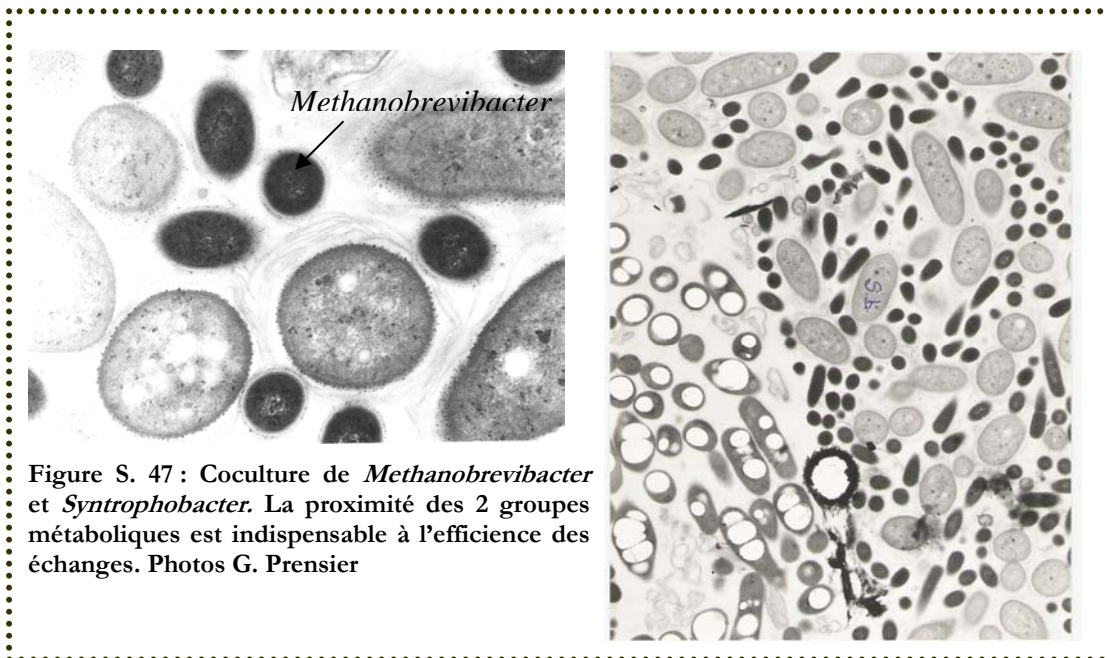 Methanobrevibacter
S.b
Figure S. 47 : Coculture de Methanobrevibacter
et Syntrophobacter. La proximité des 2 groupes
métaboliques est indispensable à l'efficience des
échanges. Photos G. Prensier